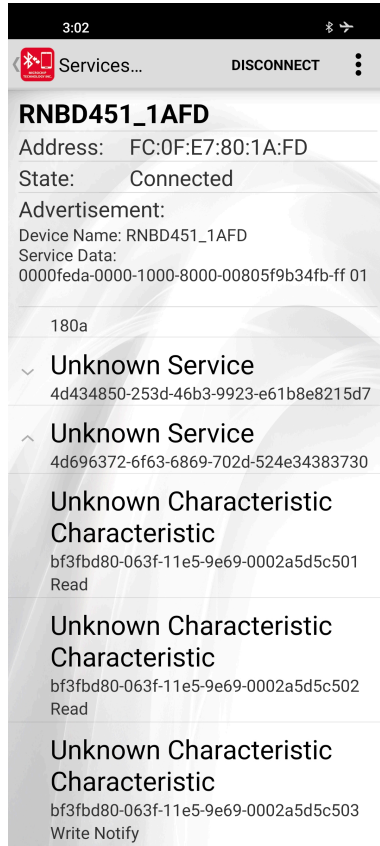 3:02
Services...
DISCONNECT
RNBD451_1AFD
Address: FC:0F:E7:80:1A:FD
State: Connected
Advertisement:
Device Name: RNBD451_1AFD
Service Data:
0000feda-0000-1000-8000-00805f9b34fb-ff 01
180a
Unknown Service
4d434850-253d-46b3-9923-e61b8e8215d7
Unknown Service
4d696372-6f63-6869-702d-524e34383730
Unknown Characteristic
Characteristic
bf3fbd80-063f-11e5-9e69-0002a5d5c501
Read
Unknown Characteristic
Characteristic
bf3fbd80-063f-11e5-9e69-0002a5d5c502
Read
Unknown Characteristic
Characteristic
bf3fbd80-063f-11e5-9e69-0002a5d5c503
Write Notify